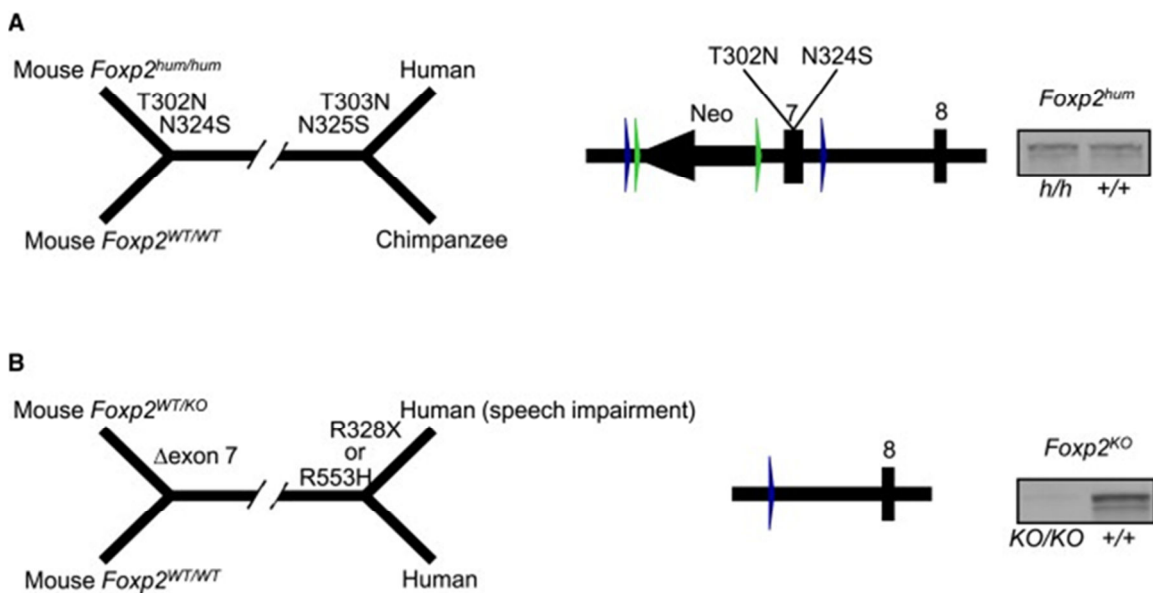 A
Mouse Foxp2hum/hum
T302N
N324S
T303N
N325S
Human
Mouse Foxp2WT/WT
Chimpanzee
T302N N324S
Neo
7
8
Foxp2hum
h/h +/+
B
Mouse Foxp2WT/KO
Δexon 7
Human (speech impairment)
R328X
or
R553H
Mouse Foxp2WT/WT
Human
8
Foxp2KO
KO/KO +/+